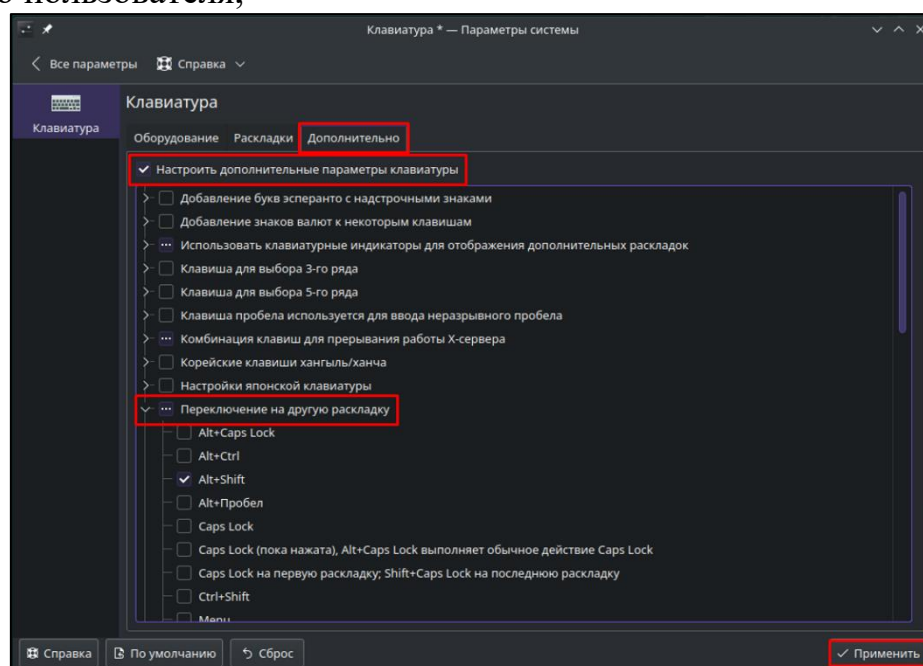 пользователя,
Клавиатура * — Параметры системы
Все параметры Справка
Клавиатура
Клавиатура
Оборудование Раскладки Дополнительно
Настроить дополнительные параметры клавиатуры
Добавление букв эсперанто с надстрочными знаками
Добавление знаков валют к некоторым клавишам
Использовать клавиатурные индикаторы для отображения дополнительных раскладок
Клавиша для выбора 3-го ряда
Клавиша для выбора 5-го ряда
Клавиша пробела используется для ввода неразрывного пробела
Комбинация клавиш для прерывания работы X-сервера
Корейские клавиши хангыль/ханча
Настройки японской клавиатуры
Переключение на другую раскладку
Alt+Caps Lock
Alt+Ctrl
Alt+Shift
Alt+Пробел
Caps Lock
Caps Lock (пока нажата), Alt+Caps Lock выполняет обычное действие Caps Lock
Caps Lock на первую раскладку; Shift+Caps Lock на последнюю раскладку
Ctrl+Shift
Menu
Справка По умолчанию Сброс Применить